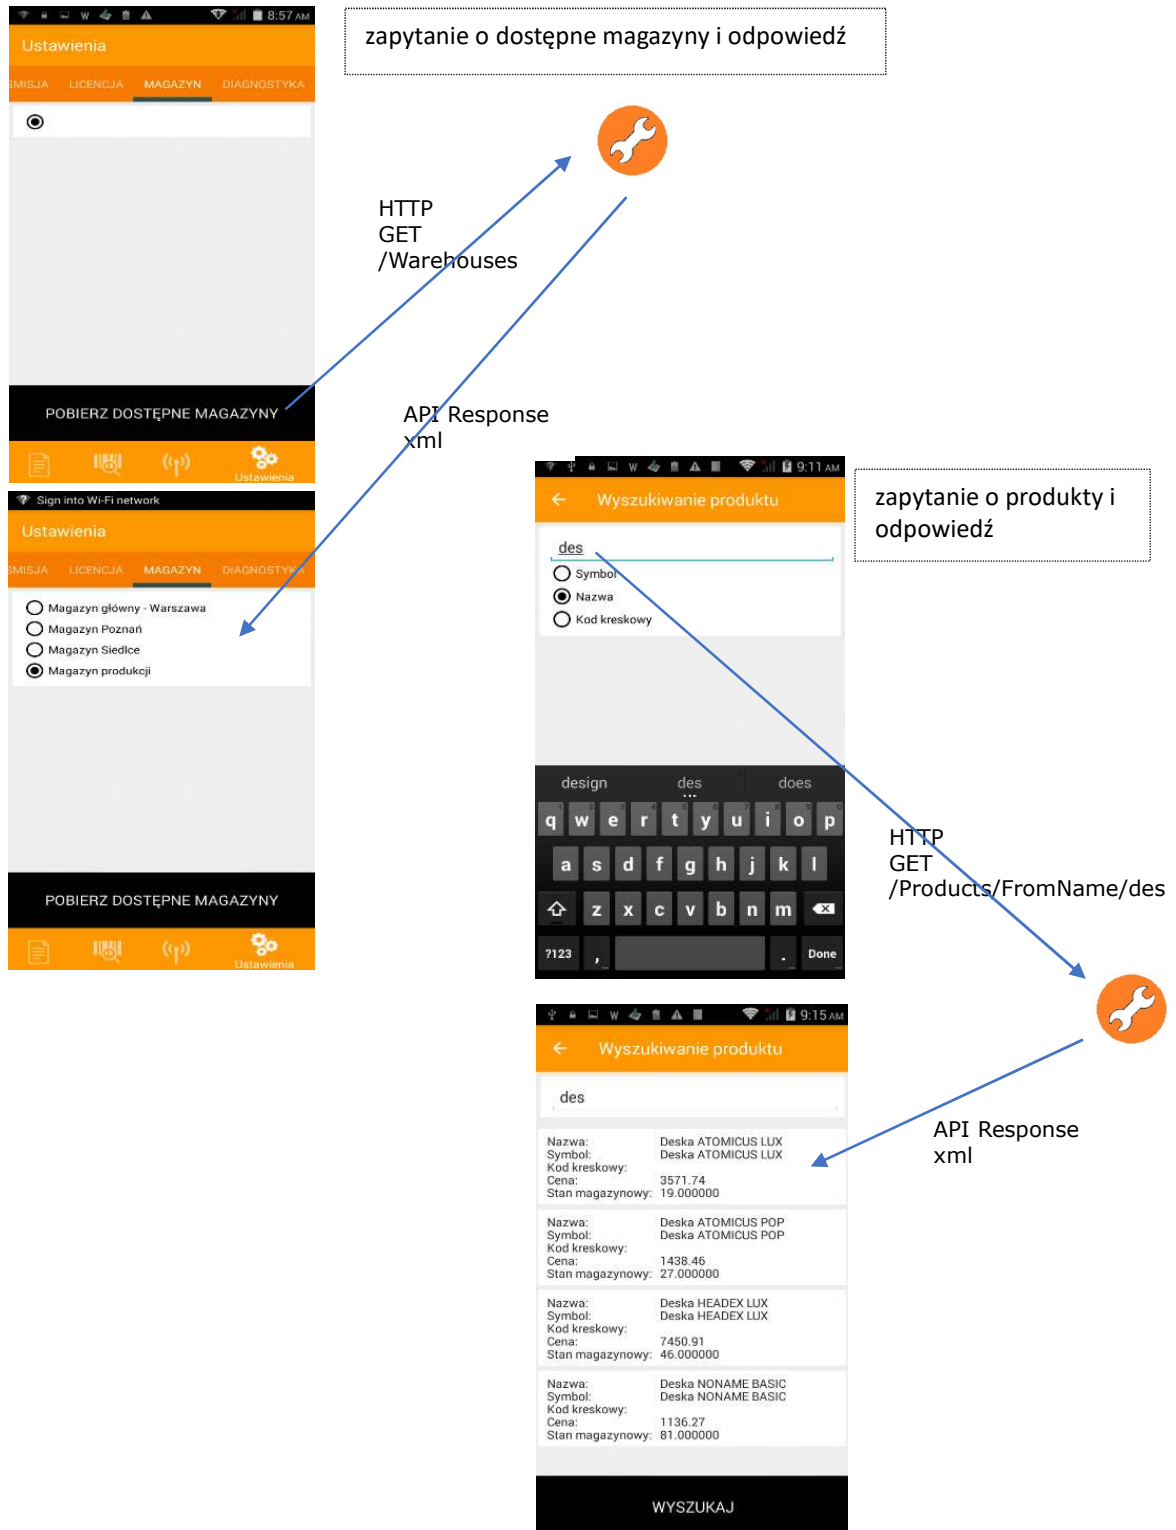 8:57 AM
zapytanie o dostępne magazyny i odpowiedź
Ustawienia
SMISJA LICENCJA MAGAZYN DIAGNOSTYKA
HTTP
GET
/Warehouses
POBIERZ DOSTĘPNE MAGAZYNY
Ustawienia
API Response
xml
Sign into Wi-Fi network
Ustawienia
SMISJA LICENCJA MAGAZYN DIAGNOSTYKA
Magazyn główny - Warszawa
Magazyn Poznań
Magazyn Siedlce
Magazyn produkcji
POBIERZ DOSTĘPNE MAGAZYNY
Ustawienia
9:11 AM
Wyszukiwanie produktu
zapytanie o produkty i
odpowiedź
des
Symbol
Nazwa
Kod kreskowy
design des does
q w e r t y u i o p
a s d f g h j k l
z x c v b n m
?123 , . Done
HTTP
GET
/Products/FromName/des
9:15 AM
Wyszukiwanie produktu
des
Nazwa: Deska ATOMICUS LUX
Symbol: Deska ATOMICUS LUX
Kod kreskowy:
Cena: 3571.74
Stan magazynowy: 19.000000
Nazwa: Deska ATOMICUS POP
Symbol: Deska ATOMICUS POP
Kod kreskowy:
Cena: 1438.46
Stan magazynowy: 27.000000
Nazwa: Deska HEADEX LUX
Symbol: Deska HEADEX LUX
Kod kreskowy:
Cena: 7450.91
Stan magazynowy: 46.000000
Nazwa: Deska NONAME BASIC
Symbol: Deska NONAME BASIC
Kod kreskowy:
Cena: 1136.27
Stan magazynowy: 81.000000
WYSZUKAJ
API Response
xml